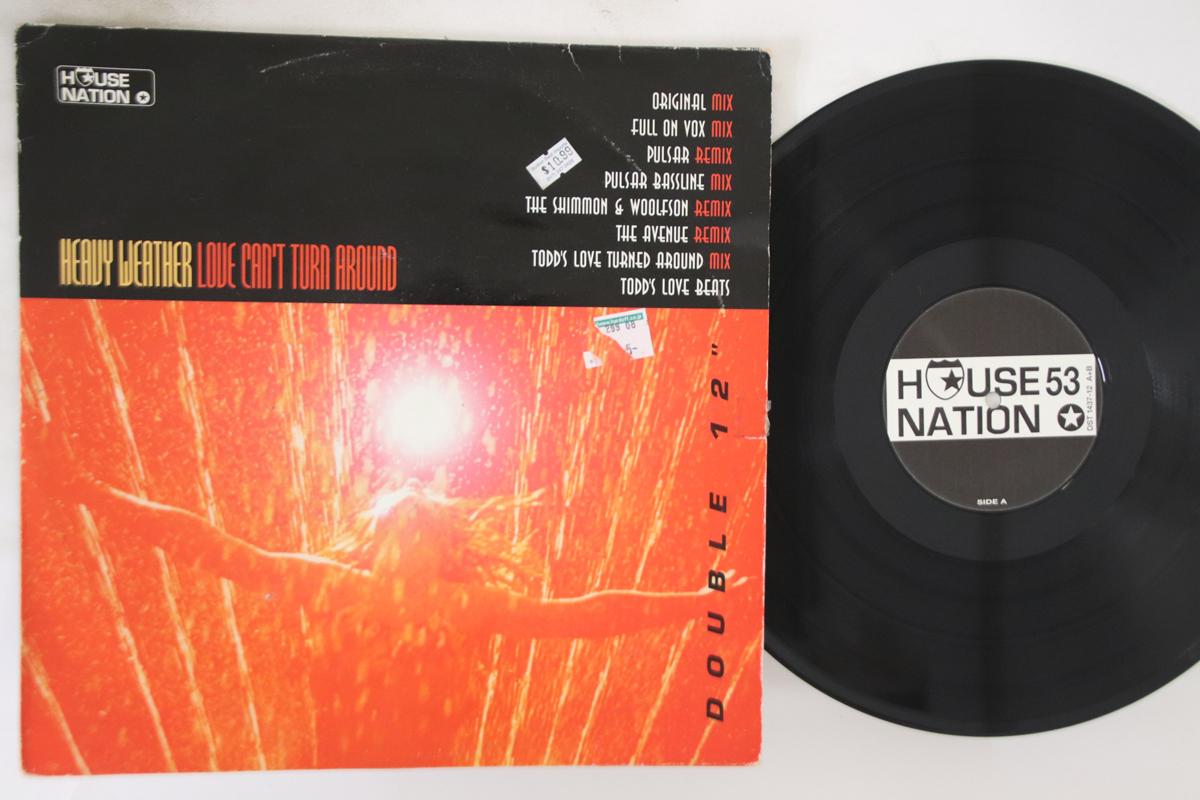 HOUSE
NATION
ORIGINAL MIX
FULL ON VOX MIX
PULSAR REMIX
PULSAR BASSLINE MIX
THE SHIMMON & WOOLFSON REMIX
THE AVENUE REMIX
TODD'S LOVE TURNED AROUND MIX
TODD'S LOVE BEATS
$10.99
HEAVY WEATHER LOVE CAN'T TURN AROUND
DOUBLE 12"
HOUSE 53
NATION
DST 1437-12 A+B
SIDE A